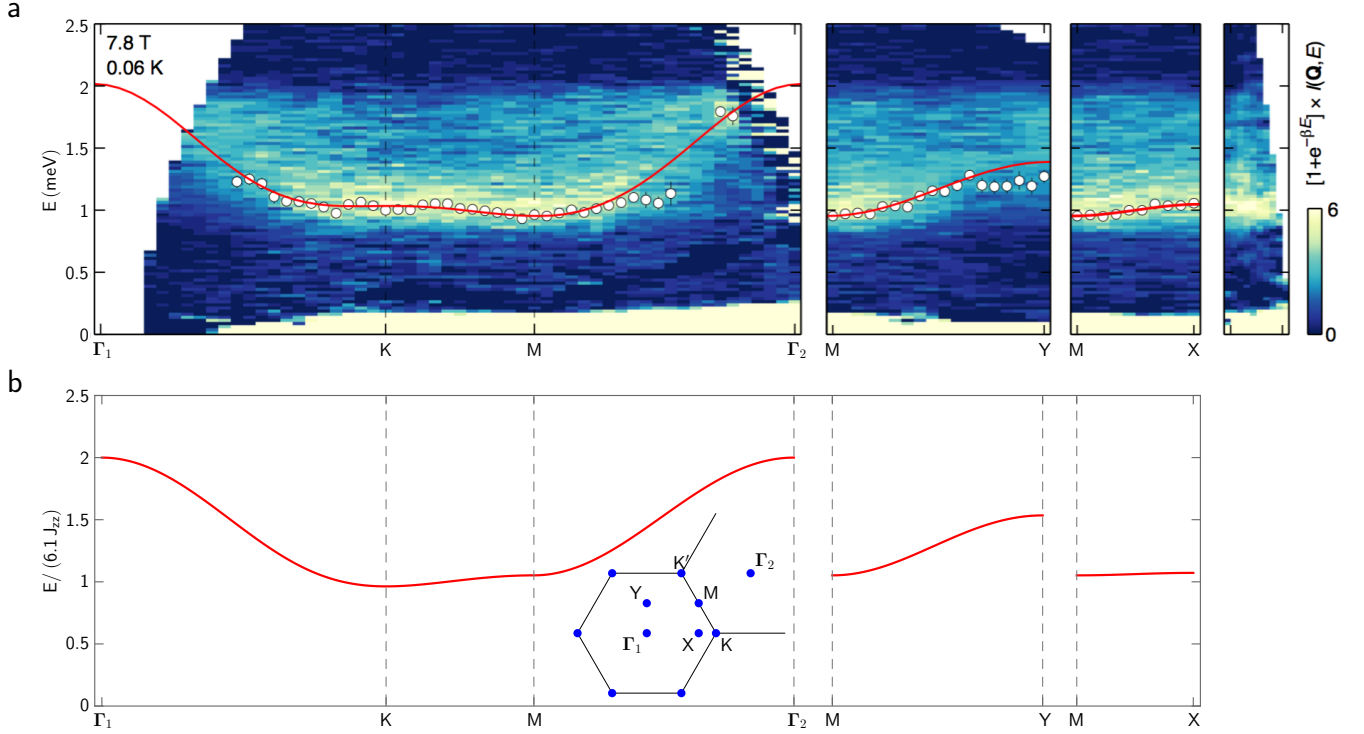 a
7.8 T
0.06 K
E (meV)
2.5
2
1.5
1
0.5
0
Γ₁
K
M
Γ₂
M
Y
M
X
6
0
[1+e⁻ᵝᴱ] × I(Q,E)
b
E/ (6.1 J_zz)
2.5
2
1.5
1
0.5
0
K′
Γ₂
Y
M
Γ₁
X
K
Γ₁
K
M
Γ₂
M
Y
M
X